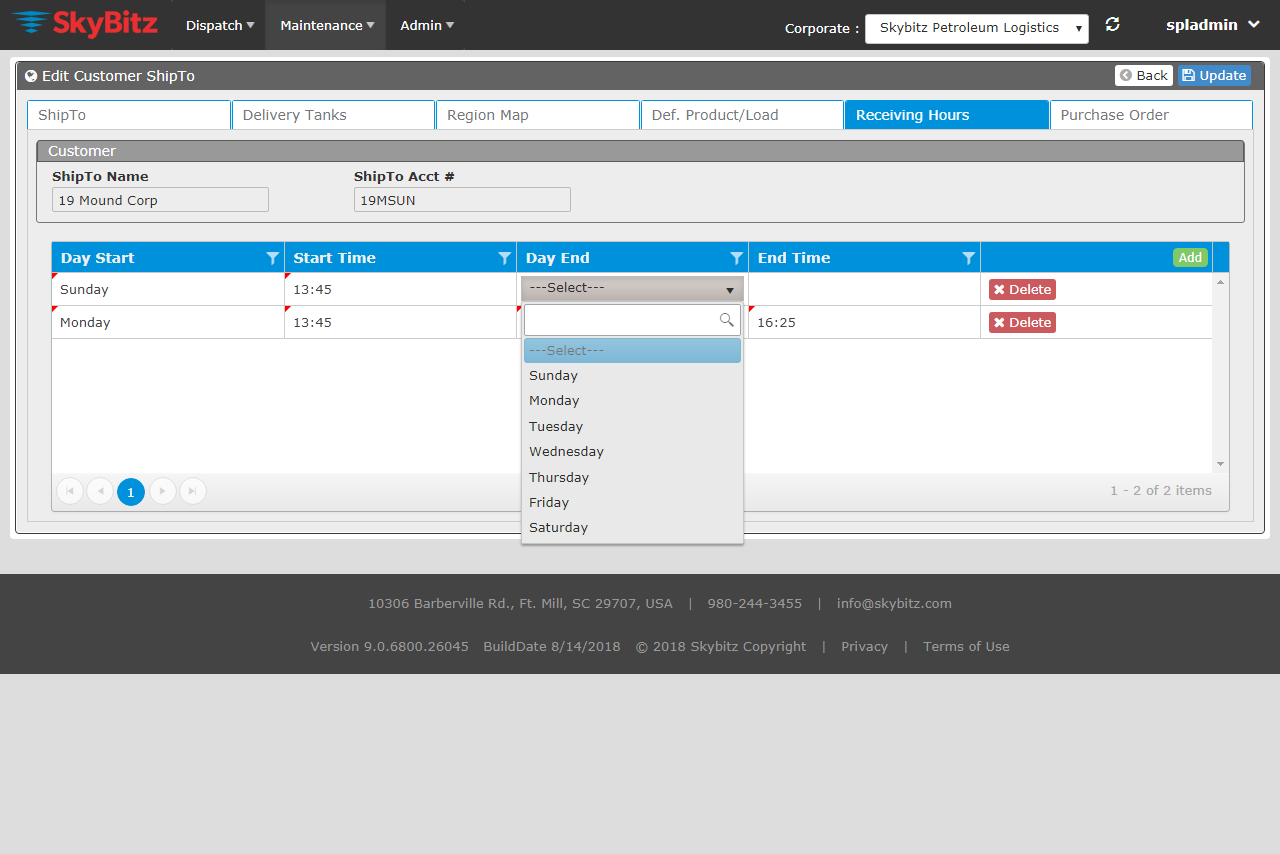 SkyBitz Dispatch Maintenance Admin Corporate : Skybitz Petroleum Logistics spladmin
Edit Customer ShipTo Back Update
ShipTo Delivery Tanks Region Map Def. Product/Load Receiving Hours Purchase Order
Customer
ShipTo Name ShipTo Acct #
19 Mound Corp 19MSUN
Day Start Start Time Day End End Time Add
Sunday 13:45 ---Select--- Delete
Monday 13:45 16:25 Delete
---Select---
Sunday
Monday
Tuesday
Wednesday
Thursday
Friday
Saturday
1 1 - 2 of 2 items
10306 Barberville Rd., Ft. Mill, SC 29707, USA | 980-244-3455 | info@skybitz.com
Version 9.0.6800.26045 BuildDate 8/14/2018 © 2018 Skybitz Copyright | Privacy | Terms of Use